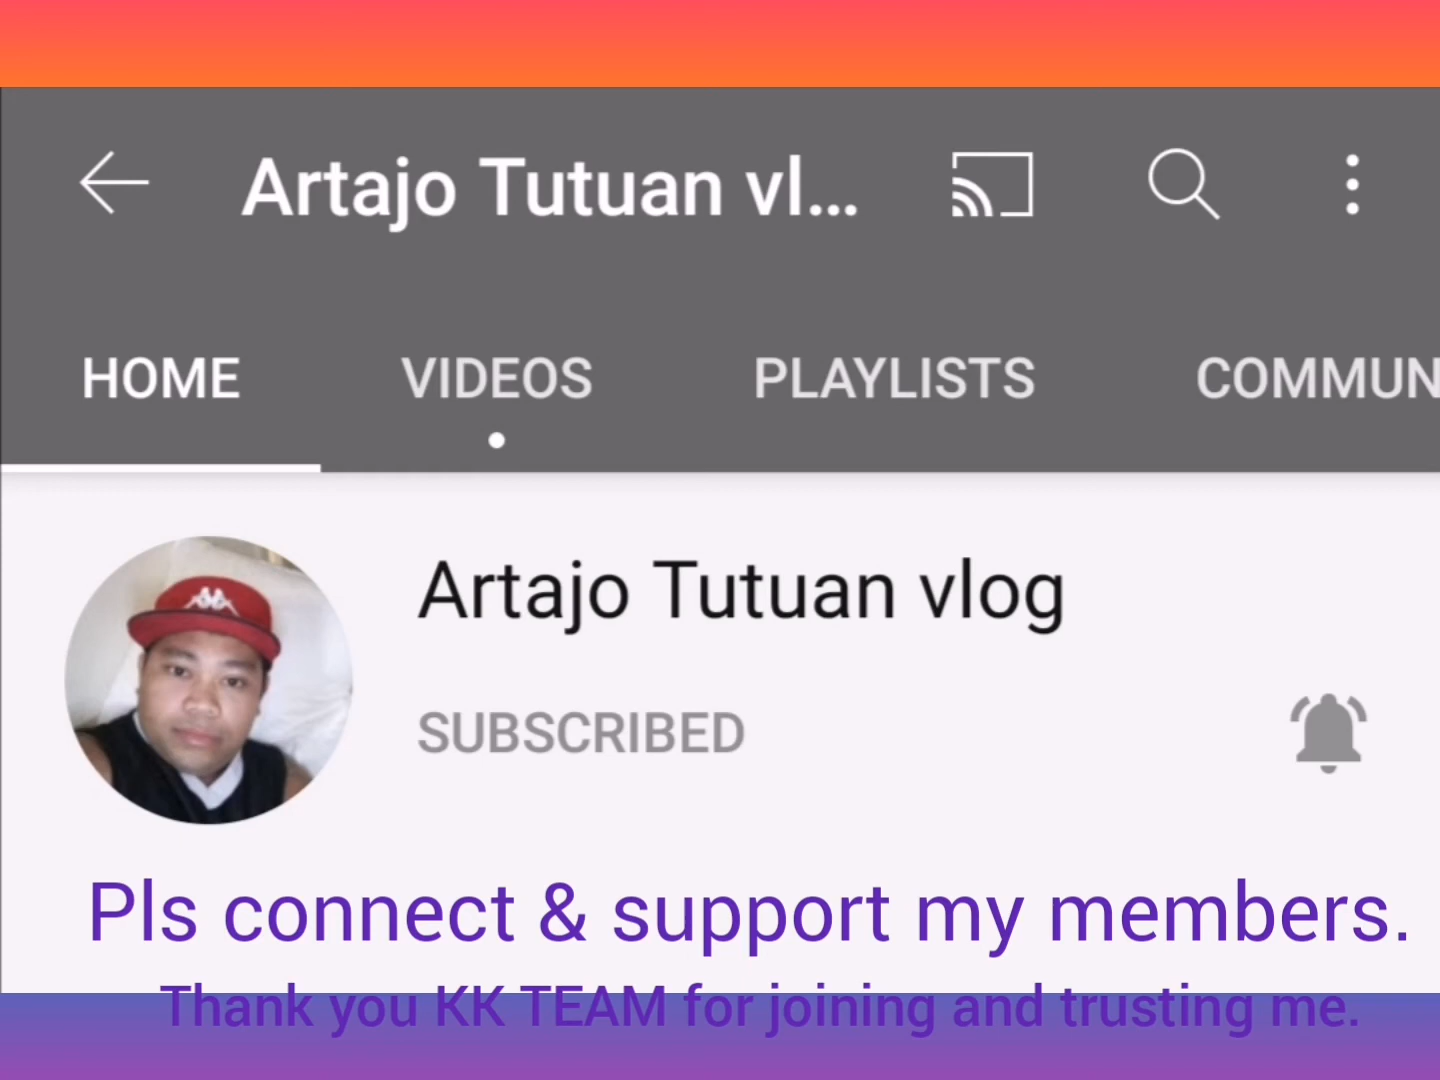 Artajo Tutuan vl...
HOME VIDEOS PLAYLISTS COMMUN
Artajo Tutuan vlog
SUBSCRIBED
Pls connect & support my members.
Thank you KK TEAM for joining and trusting me.